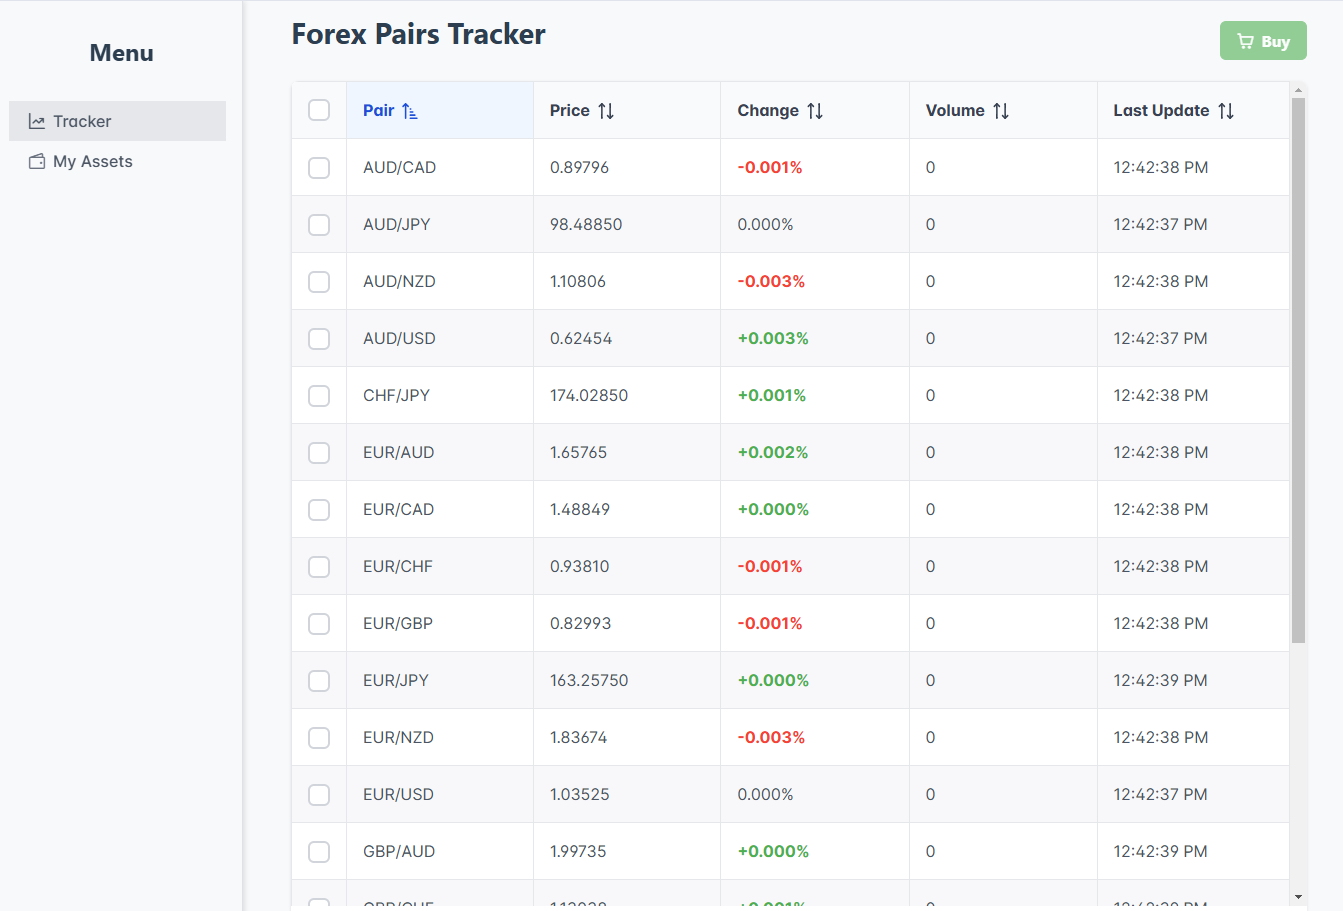 Menu
Tracker
My Assets
Forex Pairs Tracker
Buy
Pair Price Change Volume Last Update
AUD/CAD 0.89796 -0.001% 0 12:42:38 PM
AUD/JPY 98.48850 0.000% 0 12:42:37 PM
AUD/NZD 1.10806 -0.003% 0 12:42:38 PM
AUD/USD 0.62454 +0.003% 0 12:42:37 PM
CHF/JPY 174.02850 +0.001% 0 12:42:38 PM
EUR/AUD 1.65765 +0.002% 0 12:42:38 PM
EUR/CAD 1.48849 +0.000% 0 12:42:38 PM
EUR/CHF 0.93810 -0.001% 0 12:42:38 PM
EUR/GBP 0.82993 -0.001% 0 12:42:38 PM
EUR/JPY 163.25750 +0.000% 0 12:42:39 PM
EUR/NZD 1.83674 -0.003% 0 12:42:38 PM
EUR/USD 1.03525 0.000% 0 12:42:37 PM
GBP/AUD 1.99735 +0.000% 0 12:42:39 PM